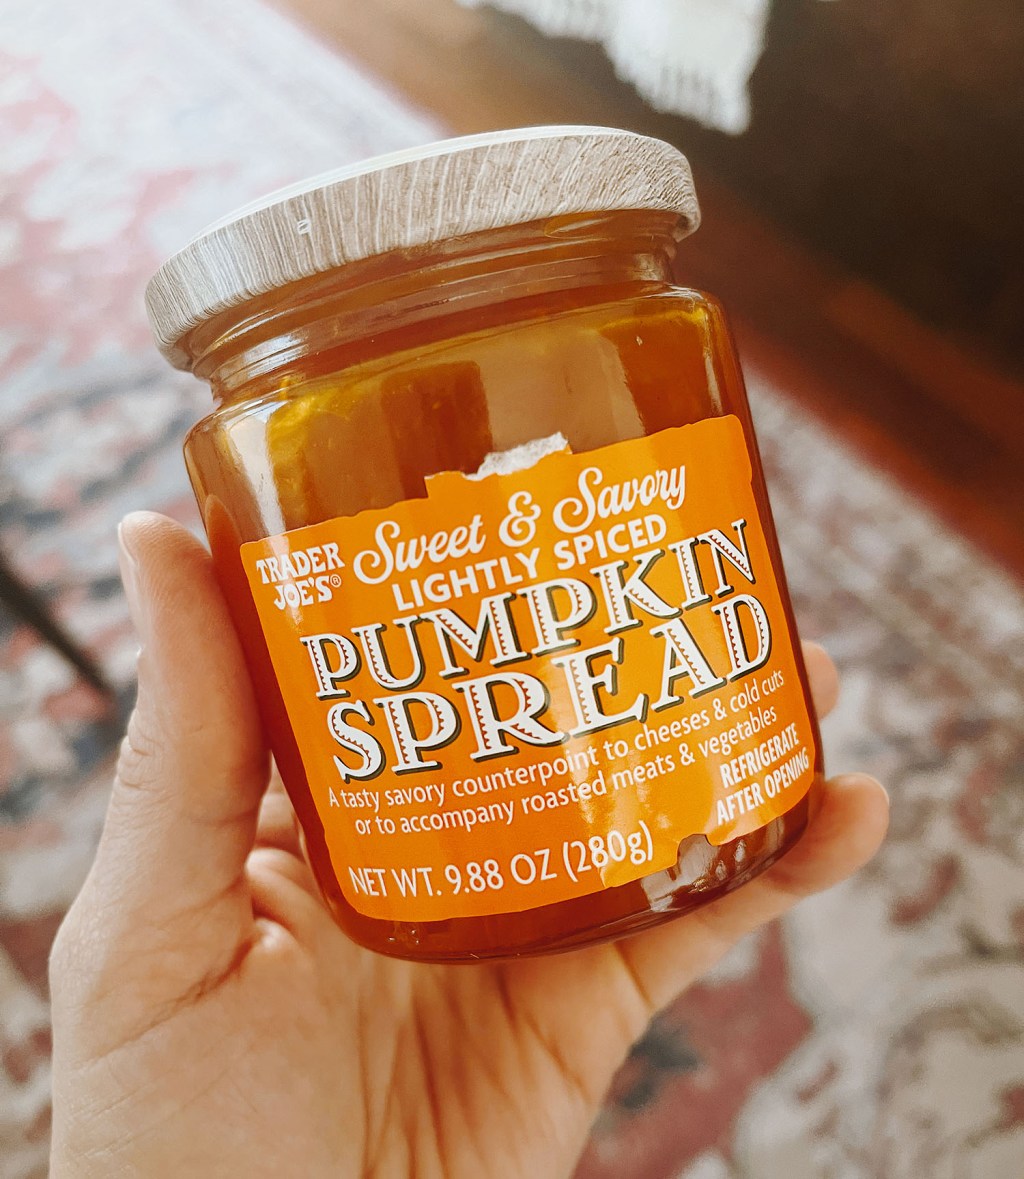 TRADER
JOE'S®
Sweet & Savory
LIGHTLY SPICED
PUMPKIN
SPREAD
A tasty savory counterpoint to cheeses & cold cuts
or to accompany roasted meats & vegetables
REFRIGERATE
AFTER OPENING
NET WT. 9.88 OZ (280g)